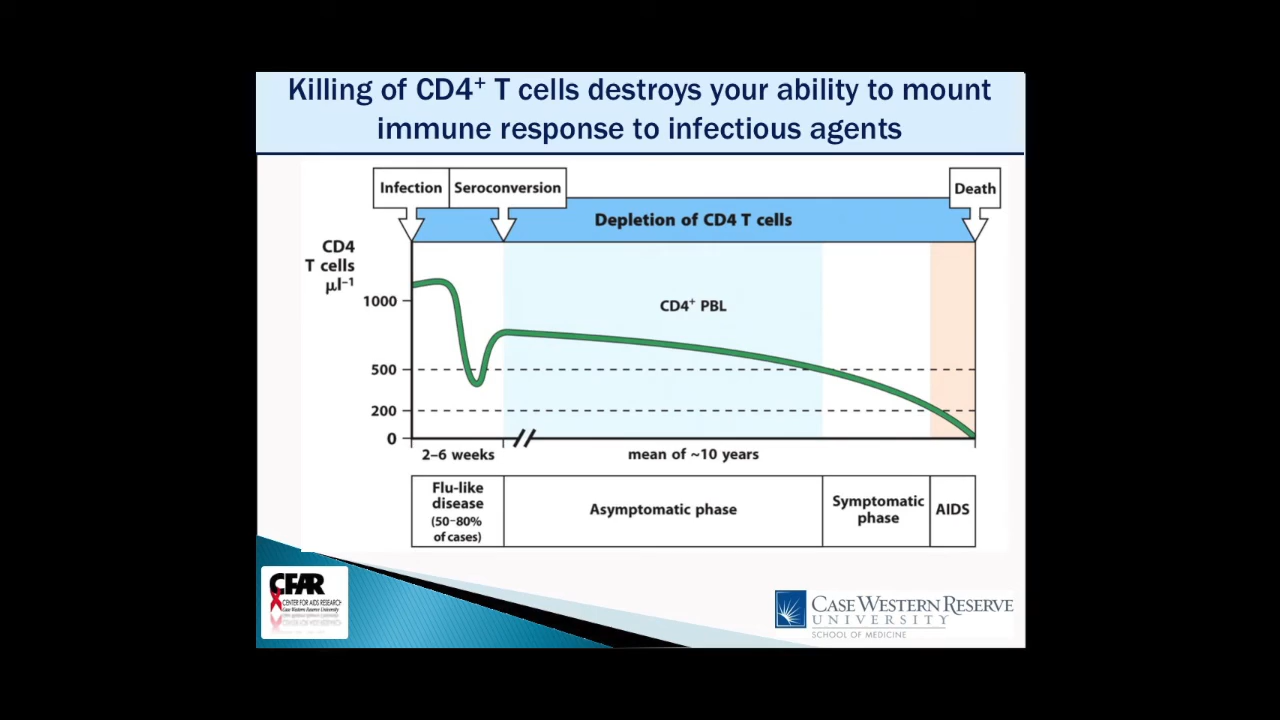 Killing of CD4⁺ T cells destroys your ability to mount
immune response to infectious agents
Infection
Seroconversion
Death
Depletion of CD4 T cells
CD4
T cells
μl⁻¹
1000
CD4⁺ PBL
500
200
0
2–6 weeks
mean of ~10 years
Flu-like
disease
(50–80%
of cases)
Asymptomatic phase
Symptomatic
phase
AIDS
CFAR
CENTER FOR AIDS RESEARCH
Case Western Reserve University
CASE WESTERN RESERVE
UNIVERSITY
SCHOOL OF MEDICINE